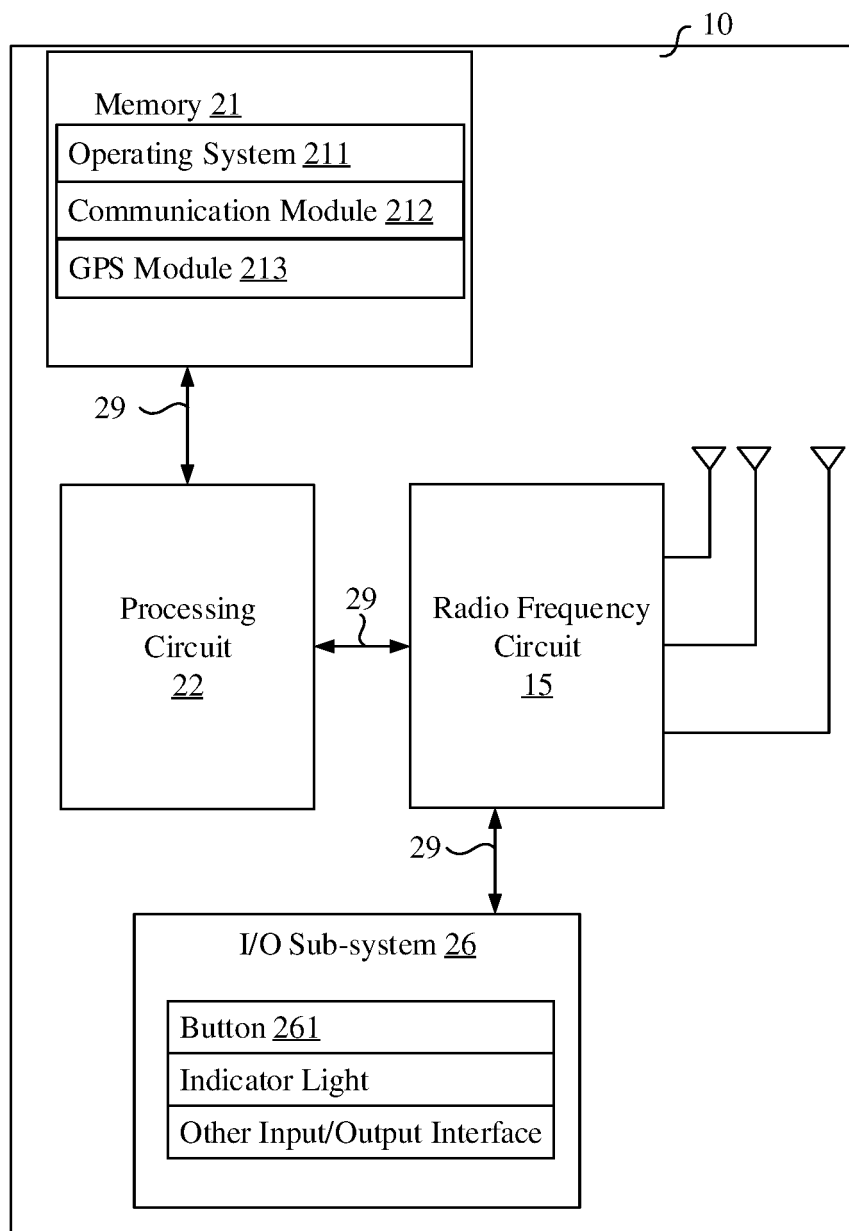 10
Memory 21
Operating System 211
Communication Module 212
GPS Module 213
29
Processing
Circuit
22
29
Radio Frequency
Circuit
15
29
I/O Sub-system 26
Button 261
Indicator Light
Other Input/Output Interface